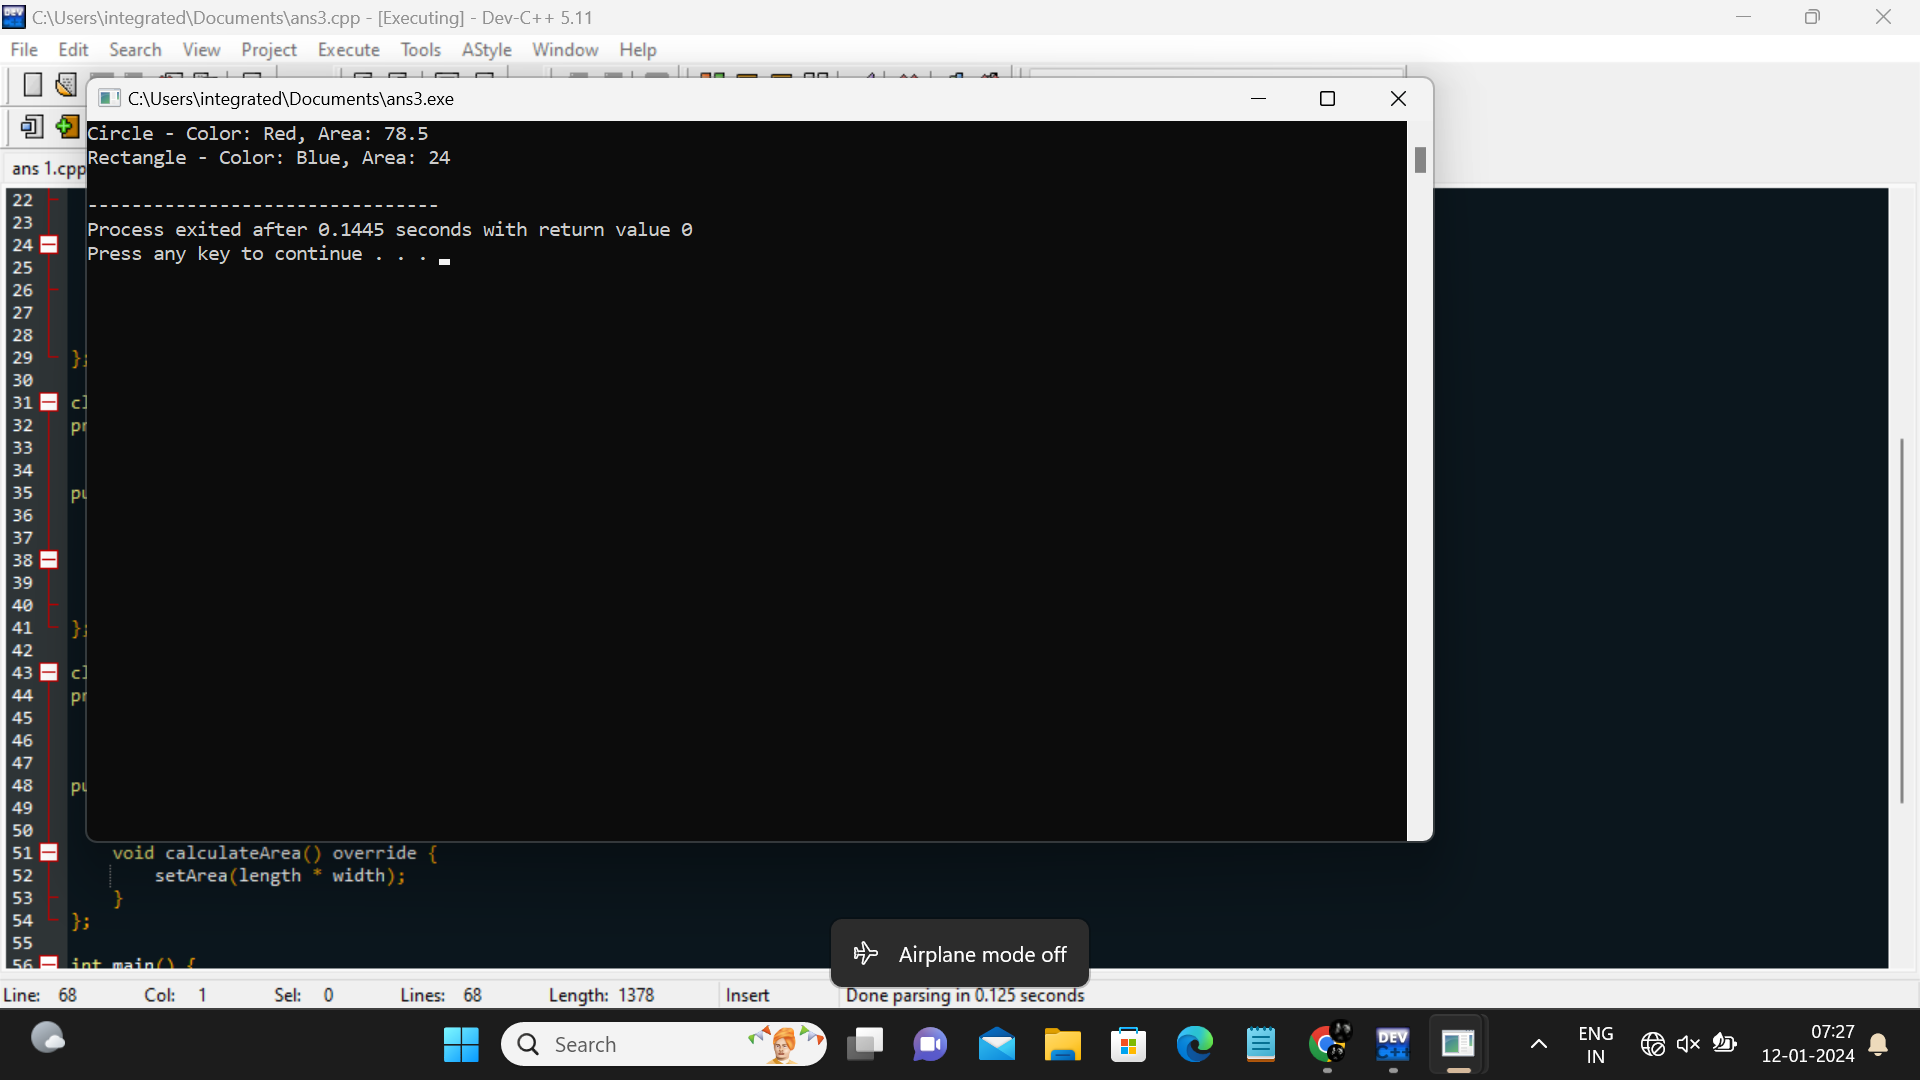 C:\Users\integrated\Documents\ans3.cpp - [Executing] - Dev-C++ 5.11
File Edit Search View Project Execute Tools AStyle Window Help
C:\Users\integrated\Documents\ans3.exe
Circle - Color: Red, Area: 78.5
Rectangle - Color: Blue, Area: 24
--------------------------------
Process exited after 0.1445 seconds with return value 0
Press any key to continue . . .
ans 1.cpp
22
23
24
25
26
27
28
29 };
30
31 cl
32 pr
33
34
35 pu
36
37
38
39
40
41 };
42
43 cl
44 pr
45
46
47
48 pu
49
50
51 void calculateArea() override {
52 setArea(length * width);
53 }
54 };
55
56 int main() {
Airplane mode off
Line: 68 Col: 1 Sel: 0 Lines: 68 Length: 1378 Insert Done parsing in 0.125 seconds
Search
DEV C++
ENG
IN
07:27
12-01-2024